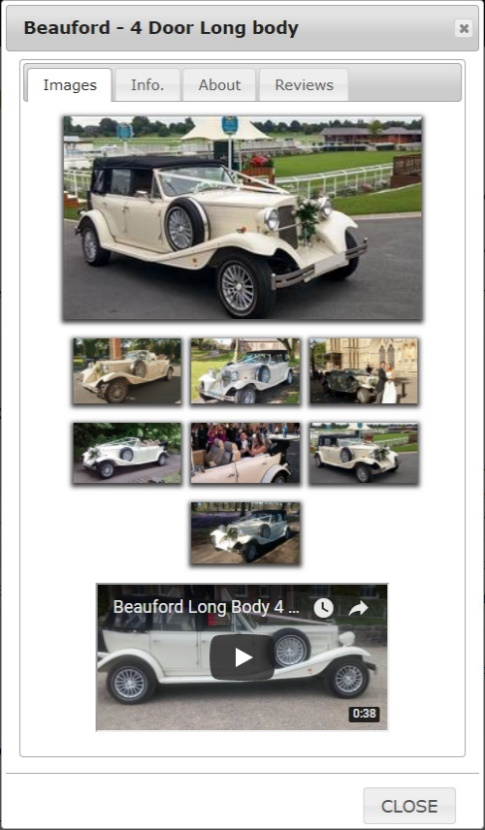 Beauford - 4 Door Long body
Images Info. About Reviews
Beauford Long Body 4 ...
0:38
CLOSE